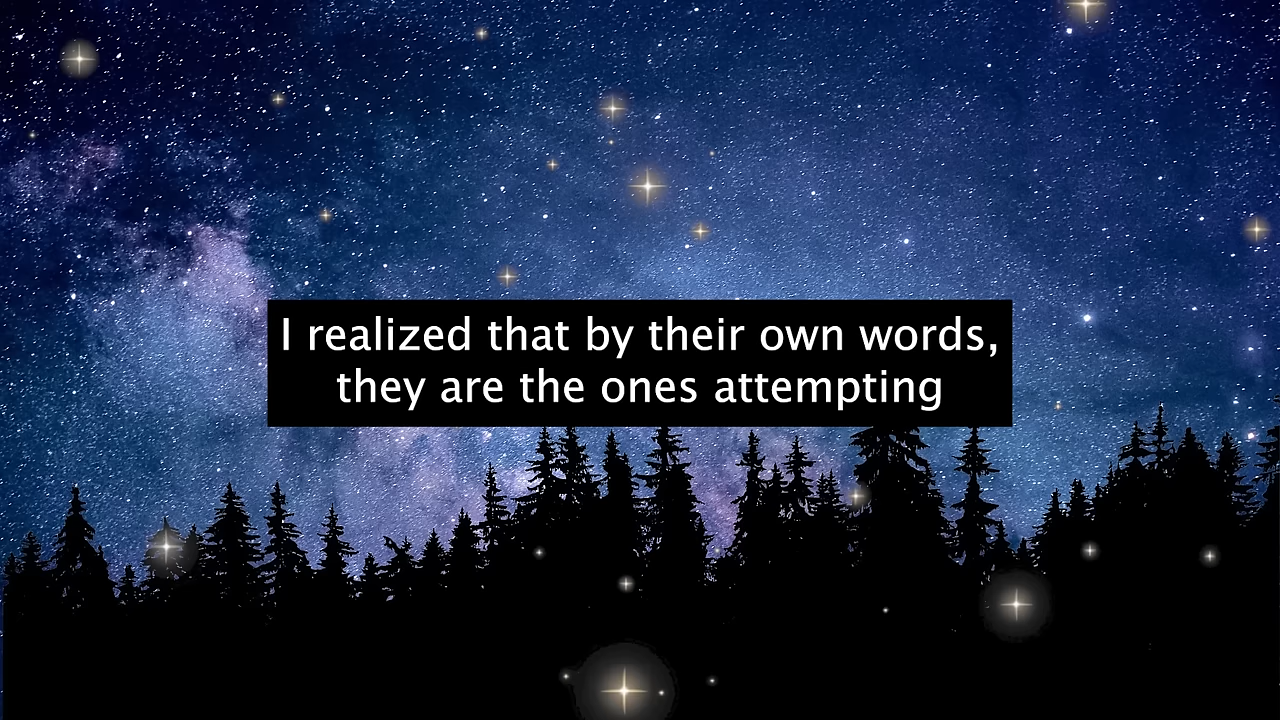 I realized that by their own words,
they are the ones attempting